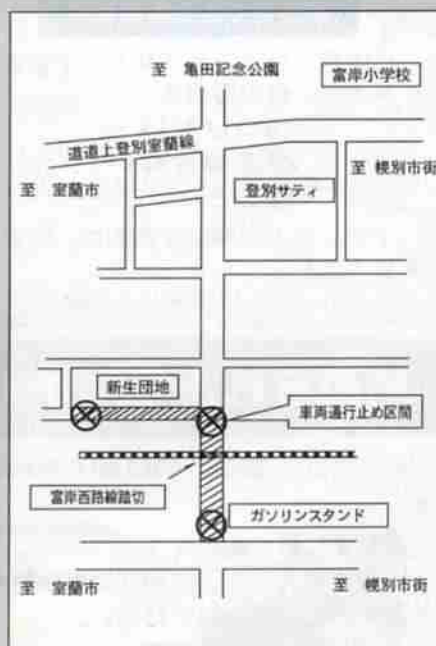 至 亀田記念公園
富岸小学校
道道上登別室蘭線
至 幌別市街
至 室蘭市
登別サティ
新生団地
車両通行止め区間
富岸西路線踏切
ガソリンスタンド
至 室蘭市
至 幌別市街